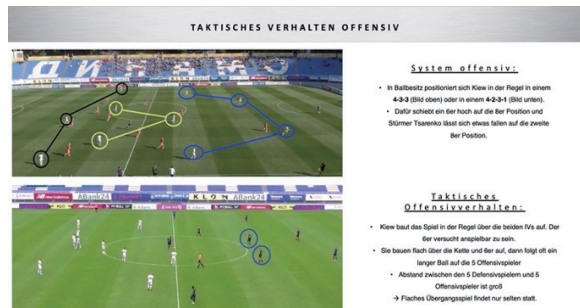 TAKTISCHES VERHALTEN OFFENSIV
System offensiv:
• In Ballbesitz positioniert sich Kiew in der Regel in einem
4-3-3 (Bild oben) oder in einem 4-2-3-1 (Bild unten).
• Dafür schiebt ein 6er hoch auf die 8er Position und
Stürmer Tsarenko lässt sich etwas fallen auf die zweite
8er Position.
ABank24
KLO
ABank24
Taktisches
Offensivverhalten:
• Kiew baut das Spiel in der Regel über die beiden IVs auf. Der
6er versucht anspielbar zu sein.
• Sie bauen flach über die Kette und 6er auf, dann folgt oft ein
langer Ball auf die 5 Offensivspieler
• Abstand zwischen den 5 Defensivspielern und 5
Offensivspieler ist groß
→ Flaches Übergangsspiel findet nur selten statt.